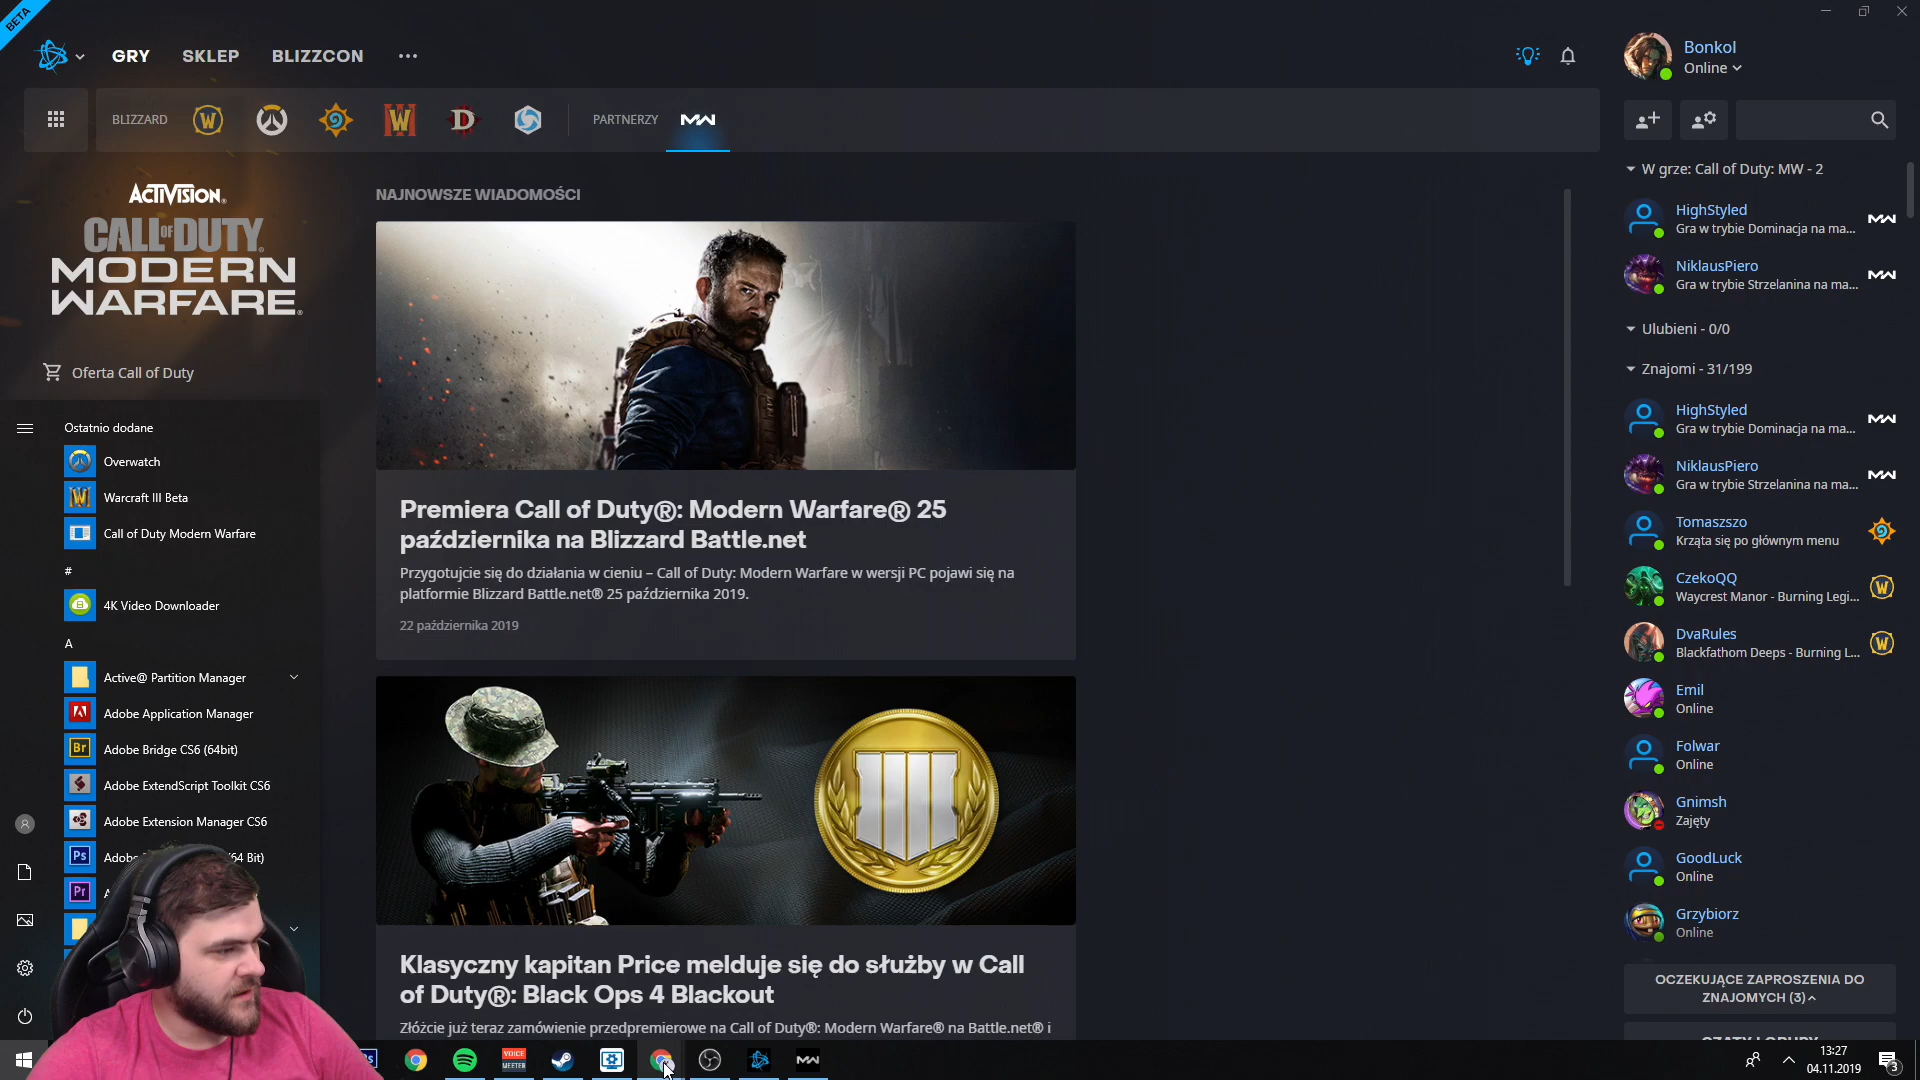 BETA
GRY
SKLEP
BLIZZCON
Bonkol
Online
BLIZZARD
PARTNERZY
ACTIVISION
CALL OF DUTY
MODERN
WARFARE
Oferta Call of Duty
Ostatnio dodane
Overwatch
Warcraft III Beta
Call of Duty Modern Warfare
#
4K Video Downloader
A
Active@ Partition Manager
Adobe Application Manager
Br
Adobe Bridge CS6 (64bit)
Adobe ExtendScript Toolkit CS6
Adobe Extension Manager CS6
Ps
Pr
NAJNOWSZE WIADOMOŚCI
Premiera Call of Duty®: Modern Warfare® 25
października na Blizzard Battle.net
Przygotujcie się do działania w cieniu – Call of Duty: Modern Warfare w wersji PC pojawi się na
platformie Blizzard Battle.net® 25 października 2019.
22 października 2019
Klasyczny kapitan Price melduje się do służby w Call
of Duty®: Black Ops 4 Blackout
Złóżcie już teraz zamówienie przedpremierowe na Call of Duty®: Modern Warfare® na Battle.net® i
W grze: Call of Duty: MW - 2
HighStyled
Gra w trybie Dominacja na ma...
NiklausPiero
Gra w trybie Strzelanina na ma...
Ulubieni - 0/0
Znajomi - 31/199
HighStyled
Gra w trybie Dominacja na ma...
NiklausPiero
Gra w trybie Strzelanina na ma...
Tomaszszo
Krząta się po głównym menu
CzekoQQ
Waycrest Manor - Burning Legi...
DvaRules
Blackfathom Deeps - Burning L...
Emil
Online
Folwar
Online
Gnimsh
Zajęty
GoodLuck
Online
Grzybiorz
Online
OCZEKUJĄCE ZAPROSZENIA DO
ZNAJOMYCH (3)
VOICE
MEETER
13:27
04.11.2019
3